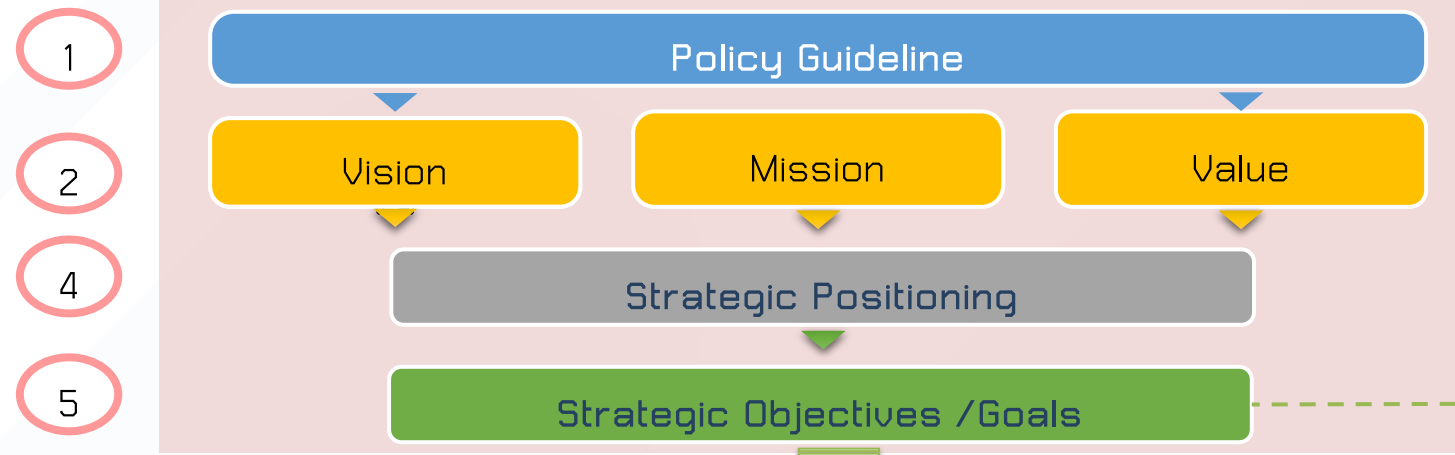 1
Policy Guideline
2
Vision
Mission
Value
4
Strategic Positioning
5
Strategic Objectives /Goals